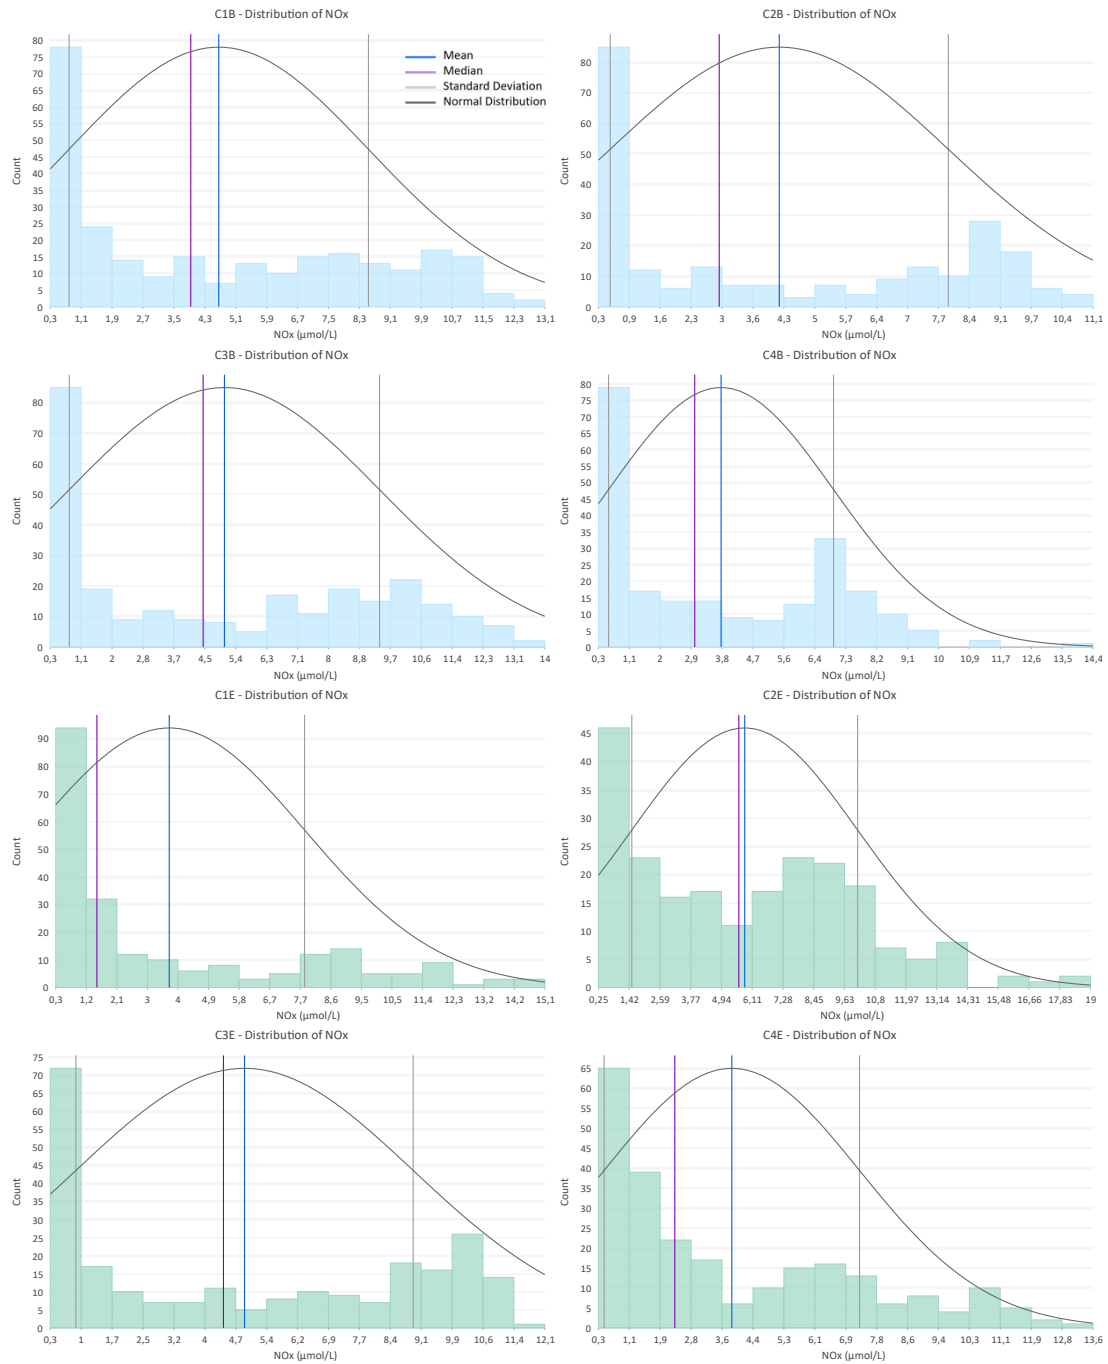 C1B - Distribution of NOx
Mean
Median
Standard Deviation
Normal Distribution
80
75
70
65
60
55
50
45
40
35
30
25
20
15
10
5
0
Count
0,3 1,1 1,9 2,7 3,5 4,3 5,1 5,9 6,7 7,5 8,3 9,1 9,9 10,7 11,5 12,3 13,1
NOx (µmol/L)
C2B - Distribution of NOx
80
70
60
50
40
30
20
10
0
Count
0,3 0,9 1,6 2,3 3 3,6 4,3 5 5,7 6,4 7 7,7 8,4 9,1 9,7 10,4 11,1
NOx (µmol/L)
C3B - Distribution of NOx
80
70
60
50
40
30
20
10
0
Count
0,3 1,1 2 2,8 3,7 4,5 5,4 6,3 7,1 8 8,8 9,7 10,6 11,4 12,3 13,1 14
NOx (µmol/L)
C4B - Distribution of NOx
80
75
70
65
60
55
50
45
40
35
30
25
20
15
10
5
0
Count
0,3 1,1 2 2,9 3,8 4,7 5,6 6,4 7,3 8,2 9,1 10 10,9 11,7 12,6 13,5 14,4
NOx (µmol/L)
C1E - Distribution of NOx
90
80
70
60
50
40
30
20
10
0
Count
0,3 1,2 2,1 3 4 4,9 5,8 6,7 7,7 8,6 9,5 10,5 11,4 12,3 13,2 14,2 15,1
NOx (µmol/L)
C2E - Distribution of NOx
45
40
35
30
25
20
15
10
5
0
Count
0,25 1,42 2,59 3,77 4,94 6,11 7,28 8,45 9,63 10,8 11,97 13,14 14,31 15,48 16,66 17,83 19
NOx (µmol/L)
C3E - Distribution of NOx
75
70
65
60
55
50
45
40
35
30
25
20
15
10
5
0
Count
0,3 1 1,7 2,5 3,2 4 4,7 5,4 6,2 6,9 7,7 8,4 9,1 9,9 10,6 11,4 12,1
NOx (µmol/L)
C4E - Distribution of NOx
65
60
55
50
45
40
35
30
25
20
15
10
5
0
Count
0,3 1,1 1,9 2,8 3,6 4,4 5,3 6,1 6,9 7,8 8,6 9,4 10,3 11,1 11,9 12,8 13,6
NOx (µmol/L)